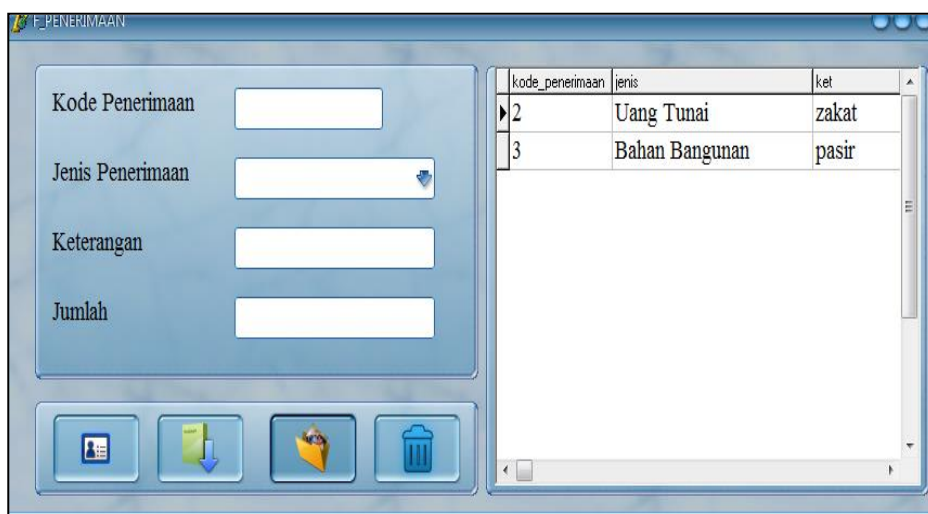 F_PENERIMAAN
Kode Penerimaan
Jenis Penerimaan
Keterangan
Jumlah
kode_penerimaan jenis ket
2 Uang Tunai zakat
3 Bahan Bangunan pasir